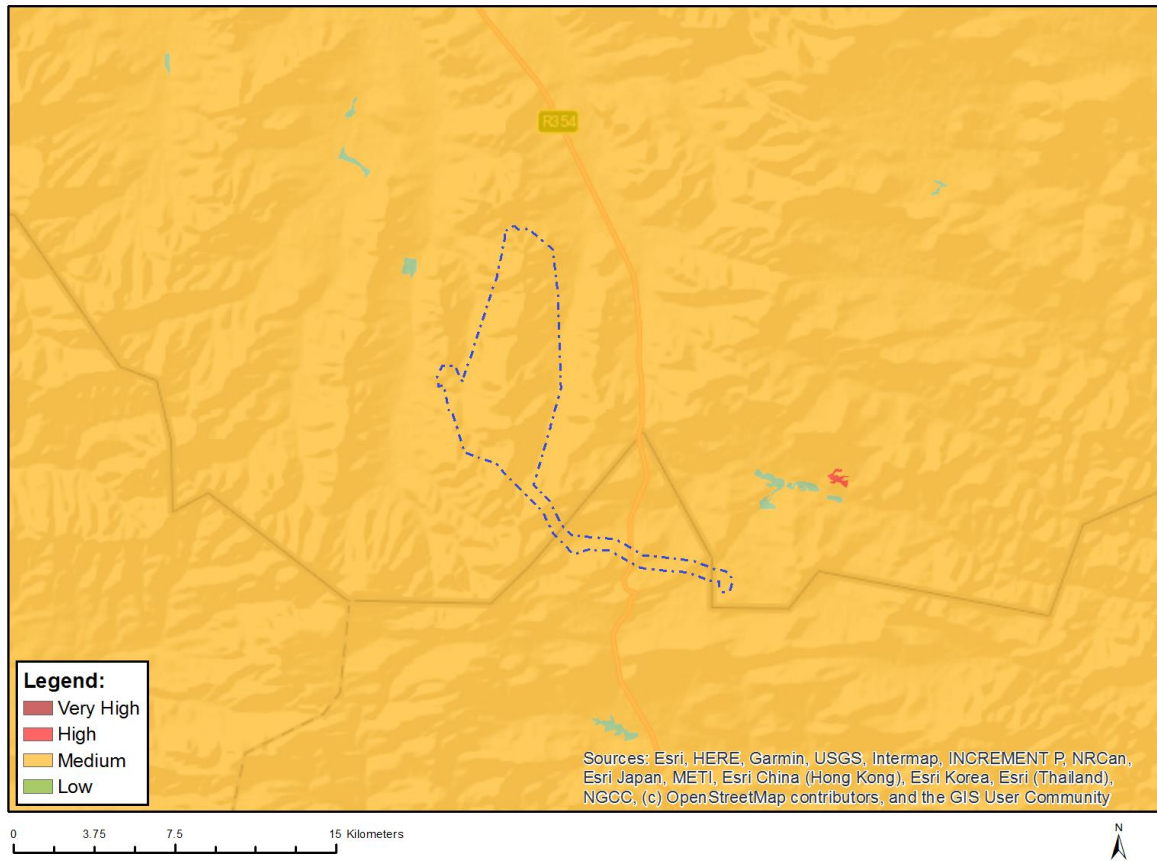 R354
Legend:
Very High
High
Medium
Low
Sources: Esri, HERE, Garmin, USGS, Intermap, INCREMENT P, NRCan,
Esri Japan, METI, Esri China (Hong Kong), Esri Korea, Esri (Thailand),
NGCC, (c) OpenStreetMap contributors, and the GIS User Community
0 3.75 7.5 15 Kilometers
N